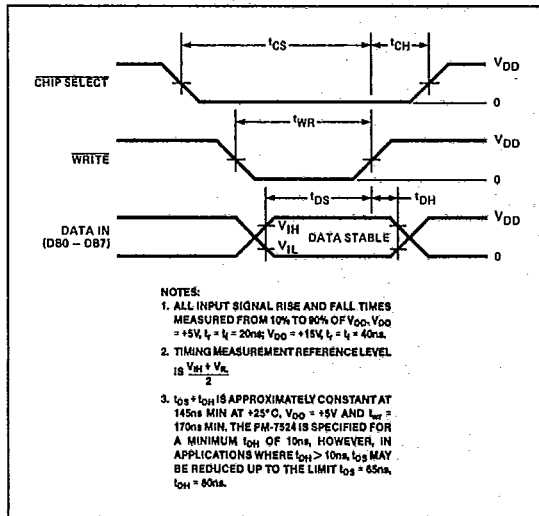 tCS tCH
VDD
CHIP SELECT
0
tWR
VDD
WRITE
0
tDS tDH
VDD
DATA IN
(DB0 – DB7)
VIH
DATA STABLE
VIL
0
NOTES:
1. ALL INPUT SIGNAL RISE AND FALL TIMES
MEASURED FROM 10% TO 90% OF VDD. VDD
= +5V, tr = tf = 20ns; VDD = +15V, tr = tf = 40ns.
2. TIMING MEASUREMENT REFERENCE LEVEL
IS VIH + VIL
2
3. tDS + tDH IS APPROXIMATELY CONSTANT AT
145ns MIN AT +25°C, VDD = +5V AND tWR =
170ns MIN. THE PM-7524 IS SPECIFIED FOR
A MINIMUM tDH OF 10ns, HOWEVER, IN
APPLICATIONS WHERE tDH > 10ns, tDS MAY
BE REDUCED UP TO THE LIMIT tDS = 65ns,
tDH = 80ns.